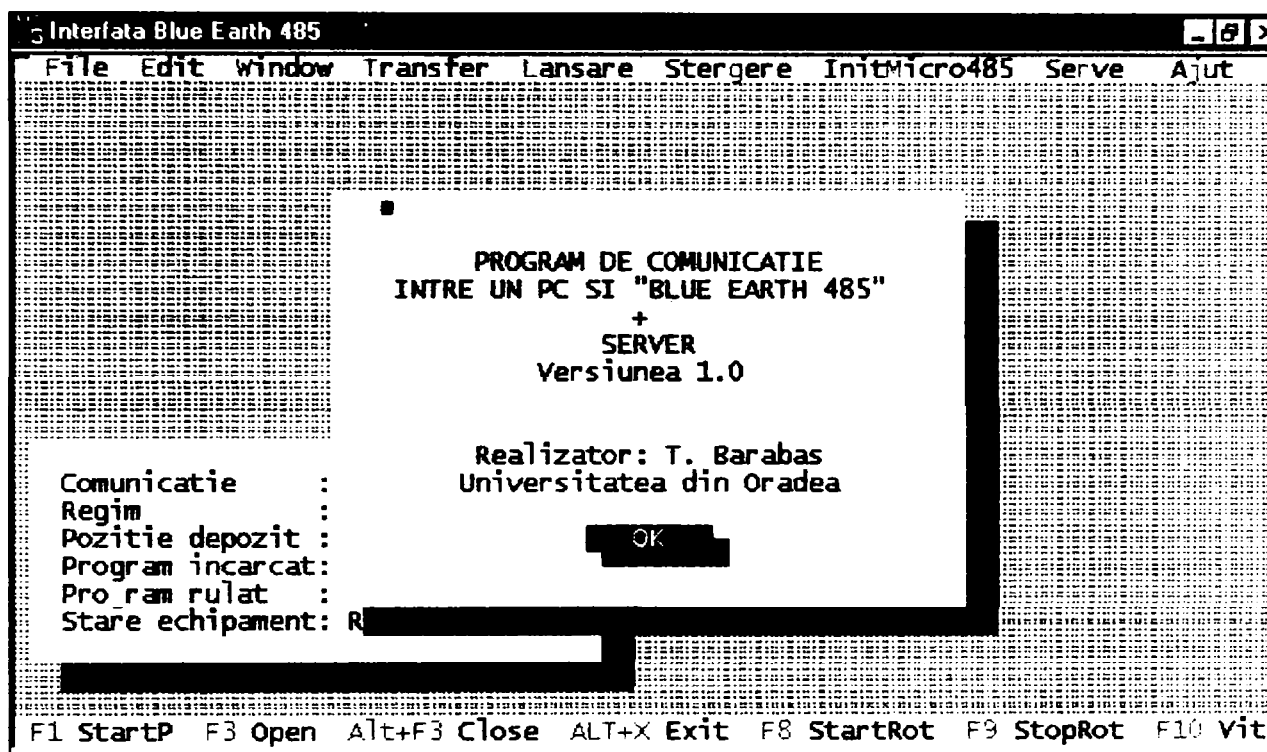 Interfata Blue Earth 485
File Edit Window Transfer Lansare Stergere InitMicro485 Serve Ajut
PROGRAM DE COMUNICATIE
INTRE UN PC SI "BLUE EARTH 485"
+
SERVER
Versiunea 1.0
Realizator: T. Barabas
Universitatea din Oradea
OK
Comunicatie :
Regim :
Pozitie depozit :
Program incarcat:
Program rulat :
Stare echipament: R
F1 StartP F3 Open Alt+F3 Close ALT+X Exit F8 StartRot F9 StopRot F10 Vit